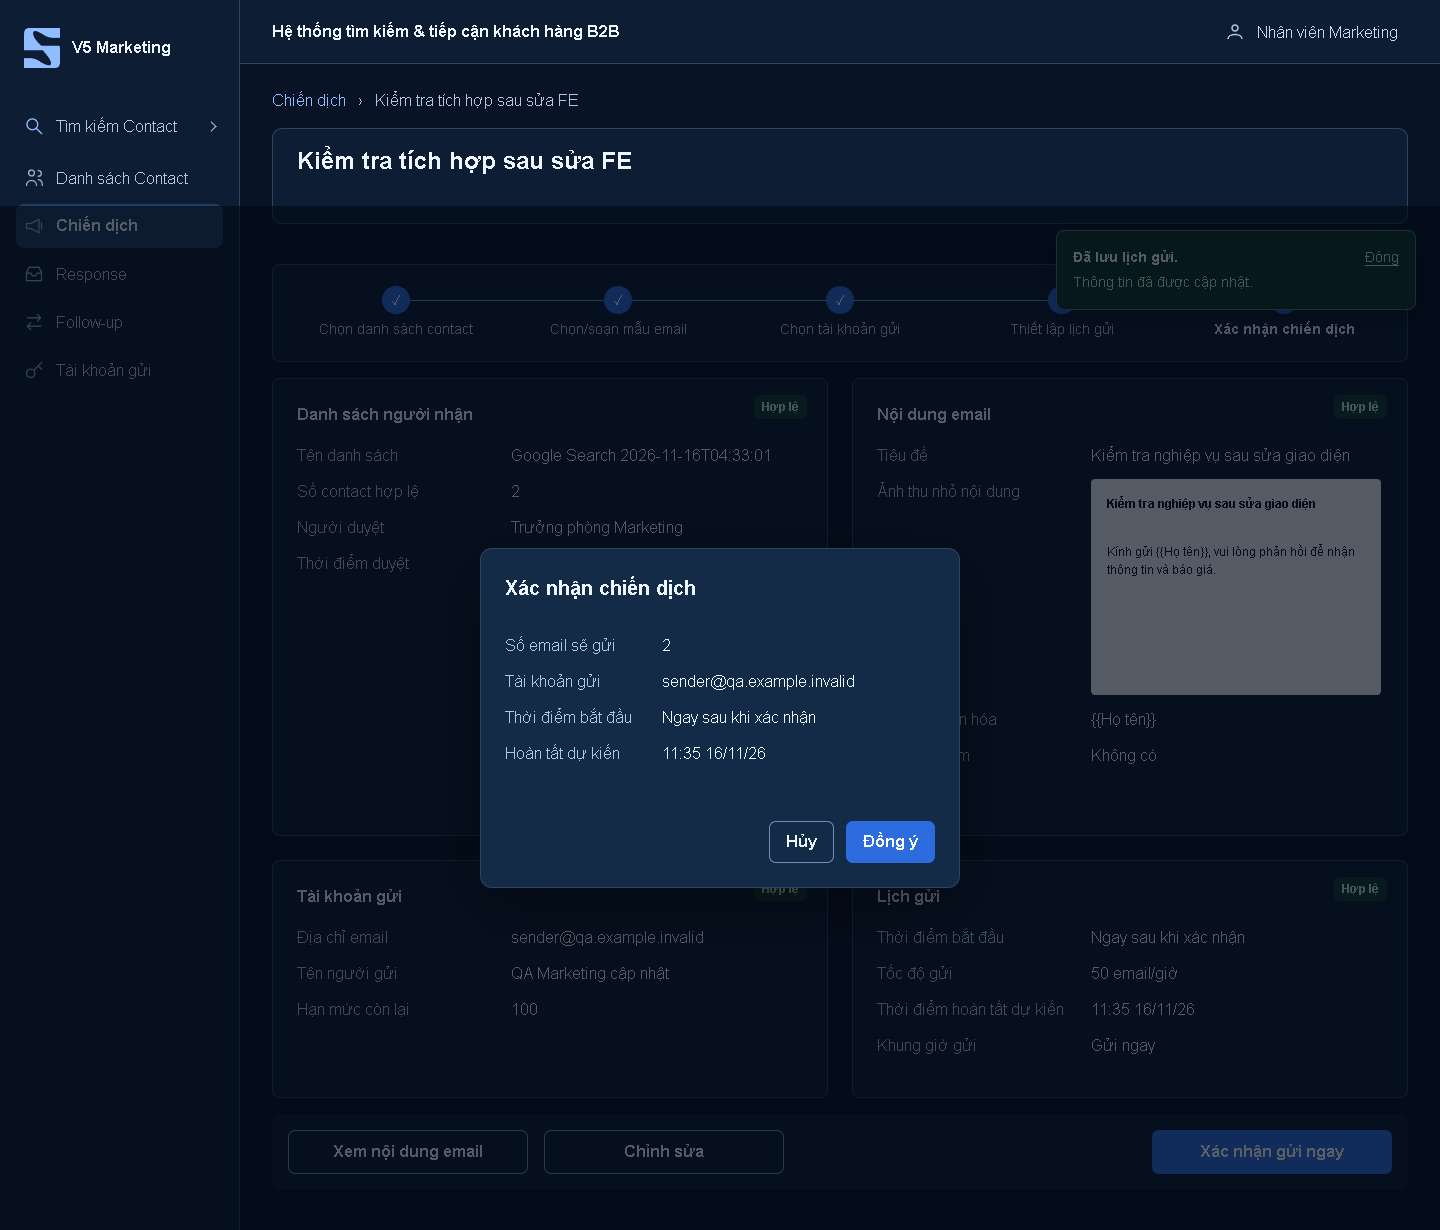 V5 Marketing
Hệ thống tìm kiếm & tiếp cận khách hàng B2B
Nhân viên Marketing
Tìm kiếm Contact
Danh sách Contact
Chiến dịch
Response
Follow-up
Tài khoản gửi
Chiến dịch › Kiểm tra tích hợp sau sửa FE
Kiểm tra tích hợp sau sửa FE
Đã lưu lịch gửi.
Đóng
Thông tin đã được cập nhật.
Chọn danh sách contact
Chọn/soạn mẫu email
Chọn tài khoản gửi
Thiết lập lịch gửi
Xác nhận chiến dịch
Danh sách người nhận
Hợp lệ
Tên danh sách
Google Search 2026-11-16T04:33:01
Số contact hợp lệ
2
Người duyệt
Trưởng phòng Marketing
Thời điểm duyệt
Nội dung email
Hợp lệ
Tiêu đề
Kiểm tra nghiệp vụ sau sửa giao diện
Ảnh thu nhỏ nội dung
Kiểm tra nghiệp vụ sau sửa giao diện
Kính gửi {{Họ tên}}, vui lòng phản hồi để nhận
thông tin và báo giá.
n hóa
{{Họ tên}}
m
Không có
Xác nhận chiến dịch
Số email sẽ gửi
2
Tài khoản gửi
sender@qa.example.invalid
Thời điểm bắt đầu
Ngay sau khi xác nhận
Hoàn tất dự kiến
11:35 16/11/26
Hủy
Đồng ý
Tài khoản gửi
Hợp lệ
Địa chỉ email
sender@qa.example.invalid
Tên người gửi
QA Marketing cập nhật
Hạn mức còn lại
100
Lịch gửi
Hợp lệ
Thời điểm bắt đầu
Ngay sau khi xác nhận
Tốc độ gửi
50 email/giờ
Thời điểm hoàn tất dự kiến
11:35 16/11/26
Khung giờ gửi
Gửi ngay
Xem nội dung email
Chỉnh sửa
Xác nhận gửi ngay